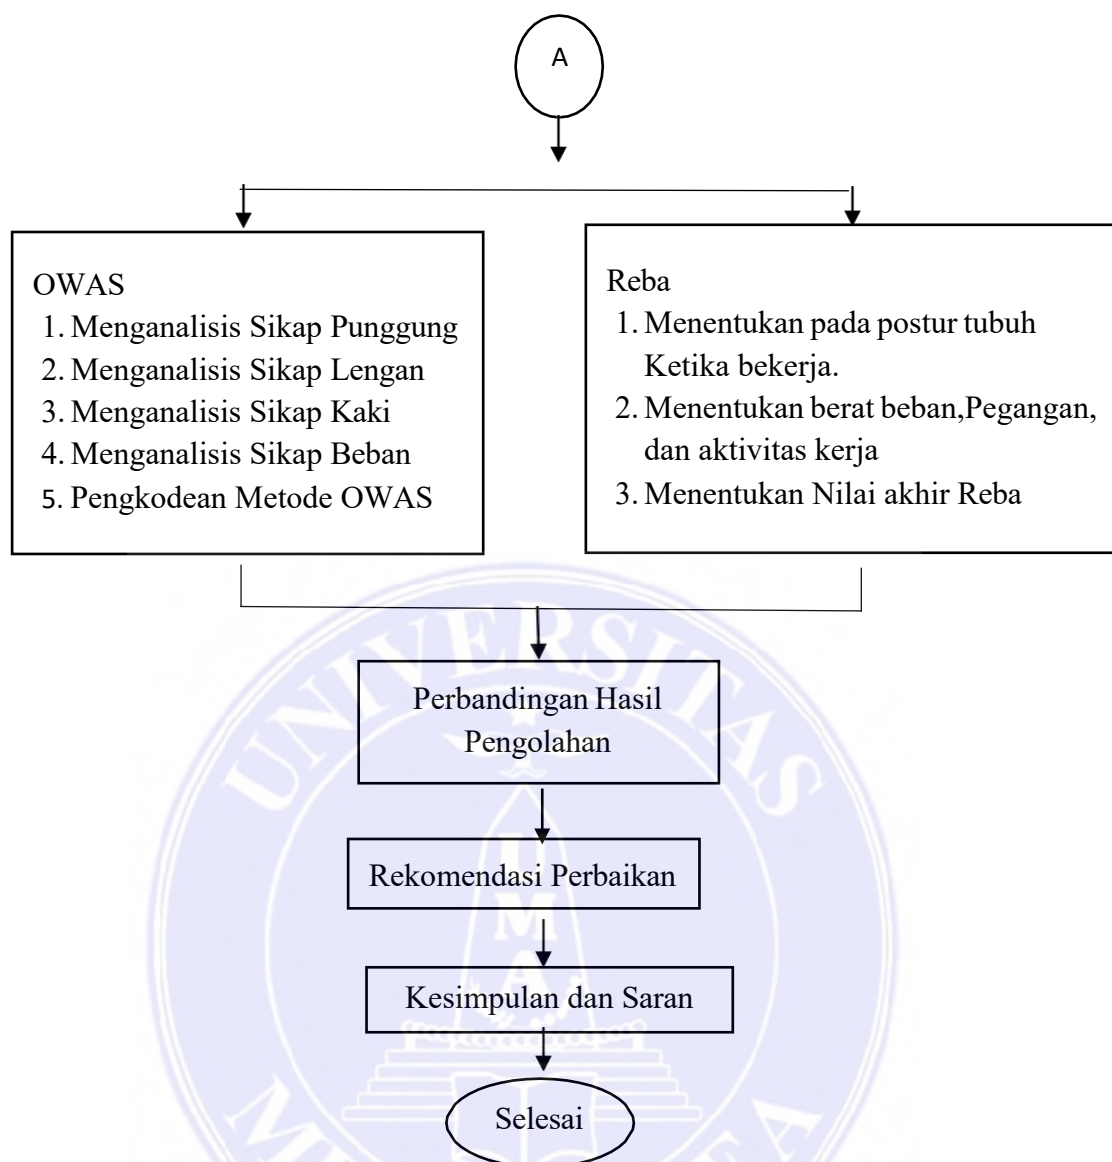 A
OWAS
1. Menganalisis Sikap Punggung
2. Menganalisis Sikap Lengan
3. Menganalisis Sikap Kaki
4. Menganalisis Sikap Beban
5. Pengkodean Metode OWAS
Reba
1. Menentukan pada postur tubuh
Ketika bekerja.
2. Menentukan berat beban,Pegangan,
dan aktivitas kerja
3. Menentukan Nilai akhir Reba
UNIVERSITAS
Perbandingan Hasil
Pengolahan
Rekomendasi Perbaikan
UMA
Kesimpulan dan Saran
Selesai